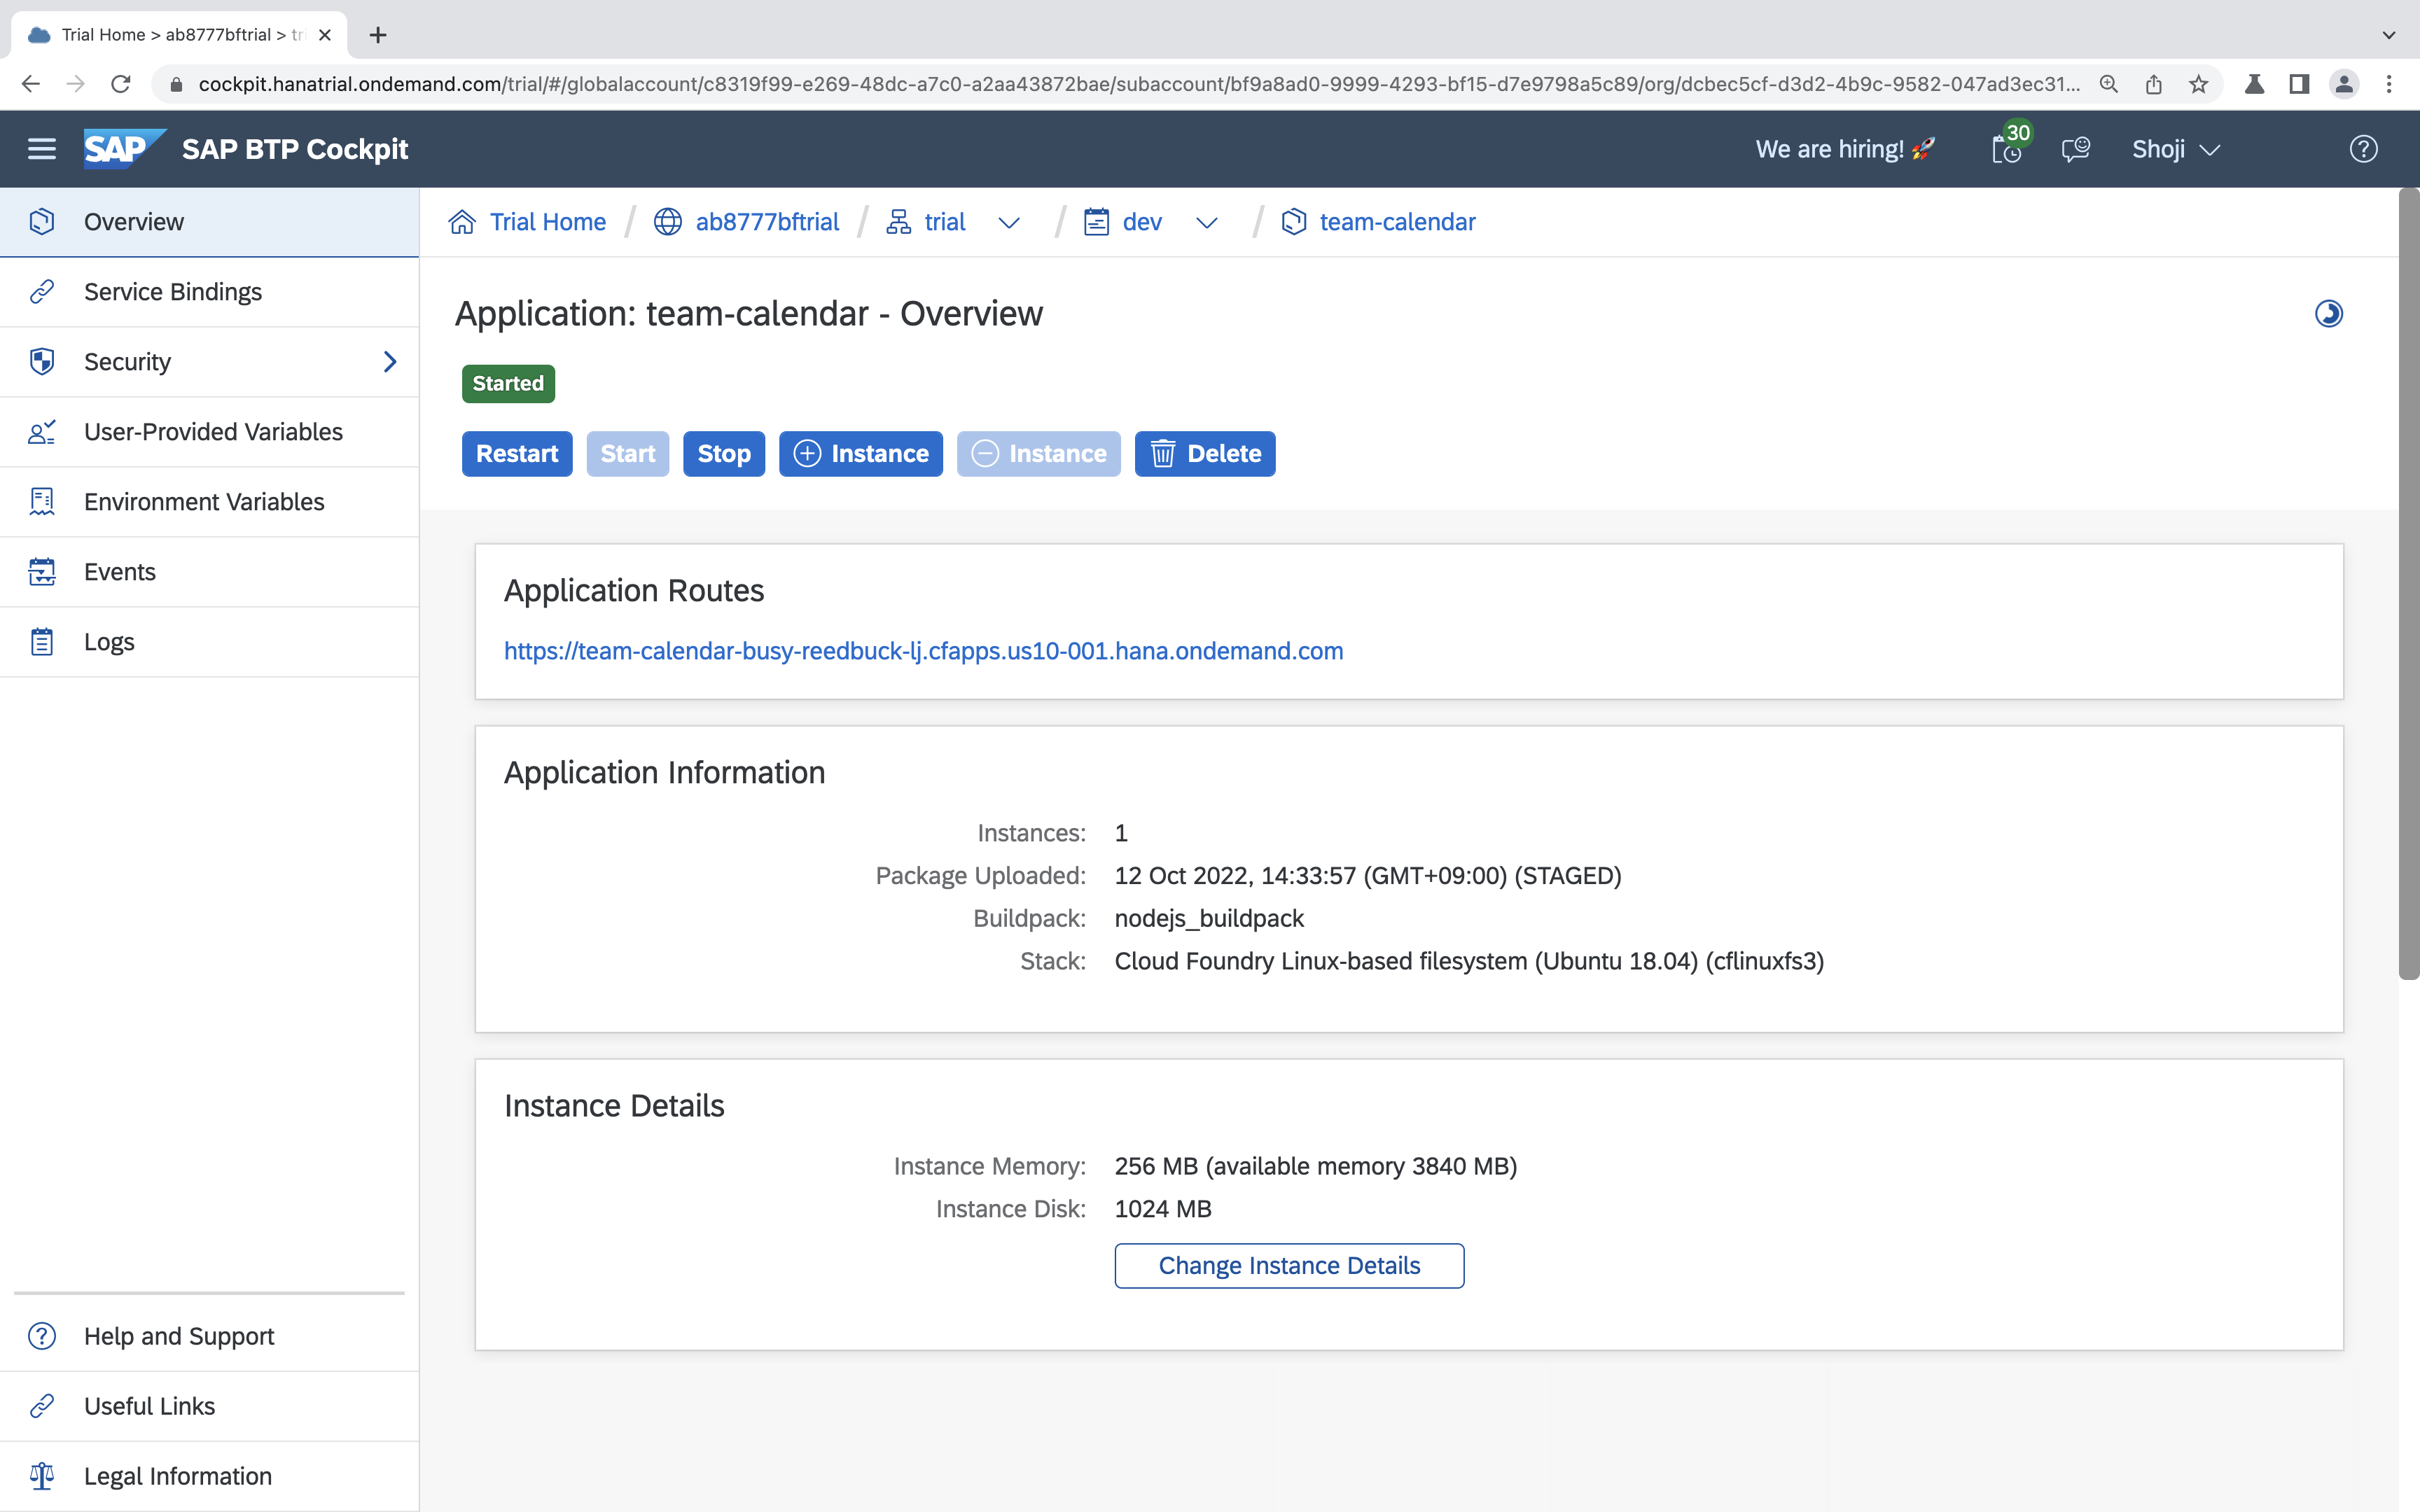 Trial Home > ab8777bftrial > tri
cockpit.hanatrial.ondemand.com/trial/#/globalaccount/c8319f99-e269-48dc-a7c0-a2aa43872bae/subaccount/bf9a8ad0-9999-4293-bf15-d7e9798a5c89/org/dcbec5cf-d3d2-4b9c-9582-047ad3ec31...
SAP SAP BTP Cockpit
We are hiring! 🚀
30
Shoji
Overview
Service Bindings
Security
User-Provided Variables
Environment Variables
Events
Logs
Help and Support
Useful Links
Legal Information
Trial Home / ab8777bftrial / trial / dev / team-calendar
Application: team-calendar - Overview
Started
Restart Start Stop Instance Instance Delete
Application Routes
https://team-calendar-busy-reedbuck-lj.cfapps.us10-001.hana.ondemand.com
Application Information
Instances: 1
Package Uploaded: 12 Oct 2022, 14:33:57 (GMT+09:00) (STAGED)
Buildpack: nodejs_buildpack
Stack: Cloud Foundry Linux-based filesystem (Ubuntu 18.04) (cflinuxfs3)
Instance Details
Instance Memory: 256 MB (available memory 3840 MB)
Instance Disk: 1024 MB
Change Instance Details